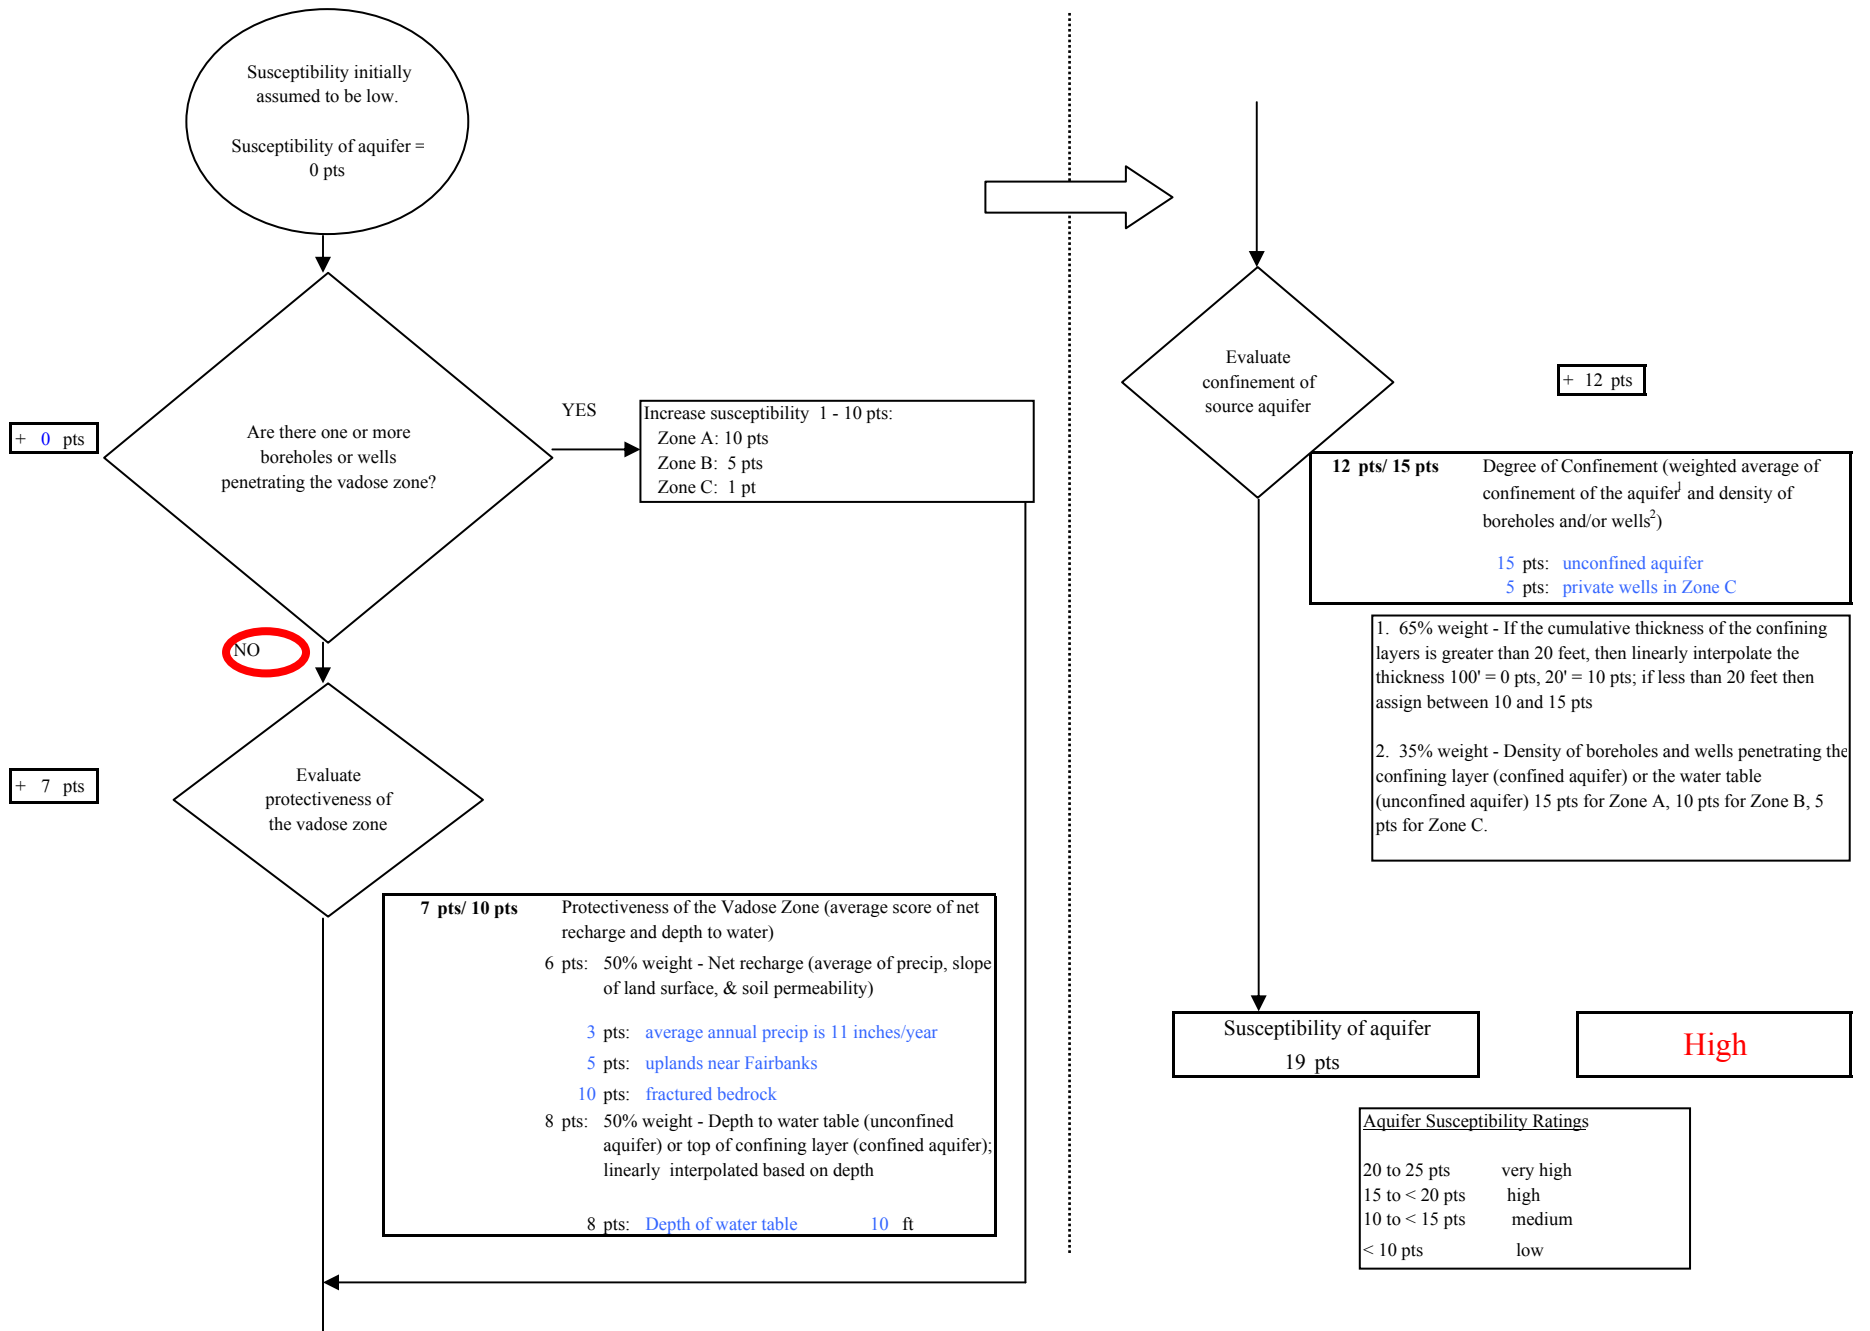 Susceptibility initially
assumed to be low.
Susceptibility of aquifer =
0 pts
+ 0 pts
Are there one or more
boreholes or wells
penetrating the vadose zone?
YES
Increase susceptibility 1 - 10 pts:
Zone A: 10 pts
Zone B: 5 pts
Zone C: 1 pt
NO
+ 7 pts
Evaluate
protectiveness of
the vadose zone
7 pts/ 10 pts
Protectiveness of the Vadose Zone (average score of net
recharge and depth to water)
6 pts: 50% weight - Net recharge (average of precip, slope
of land surface, & soil permeability)
3 pts: average annual precip is 11 inches/year
5 pts: uplands near Fairbanks
10 pts: fractured bedrock
8 pts: 50% weight - Depth to water table (unconfined
aquifer) or top of confining layer (confined aquifer);
linearly interpolated based on depth
8 pts: Depth of water table 10 ft
Evaluate
confinement of
source aquifer
+ 12 pts
12 pts/ 15 pts
Degree of Confinement (weighted average of
confinement of the aquifer1 and density of
boreholes and/or wells2)
15 pts: unconfined aquifer
5 pts: private wells in Zone C
1. 65% weight - If the cumulative thickness of the confining
layers is greater than 20 feet, then linearly interpolate the
thickness 100' = 0 pts, 20' = 10 pts; if less than 20 feet then
assign between 10 and 15 pts
2. 35% weight - Density of boreholes and wells penetrating the
confining layer (confined aquifer) or the water table
(unconfined aquifer) 15 pts for Zone A, 10 pts for Zone B, 5
pts for Zone C.
Susceptibility of aquifer
19 pts
High
Aquifer Susceptibility Ratings
20 to 25 pts very high
15 to < 20 pts high
10 to < 15 pts medium
< 10 pts low